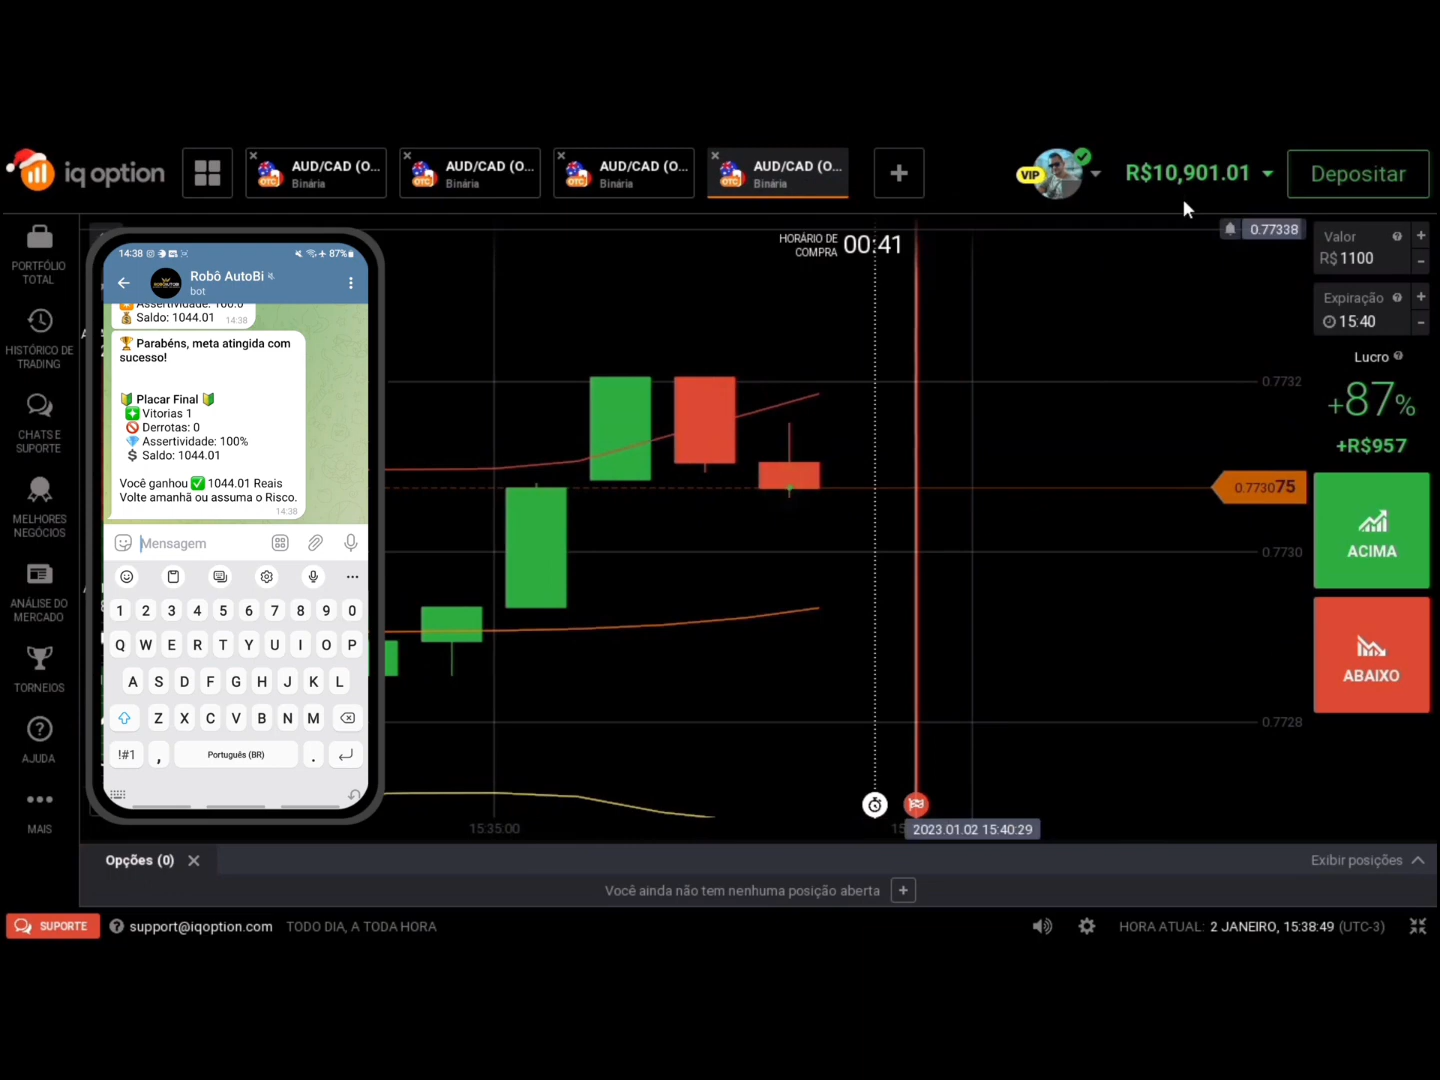 iq option
AUD/CAD (O...
Binária
AUD/CAD (O...
Binária
AUD/CAD (O...
Binária
AUD/CAD (O...
Binária
OTC
OTC
OTC
OTC
+
VIP
R$10,901.01
Depositar
PORTFÓLIO
TOTAL
HISTÓRICO DE
TRADING
CHATS E
SUPORTE
MELHORES
NEGÓCIOS
ANÁLISE DO
MERCADO
TORNEIOS
AJUDA
MAIS
14:38
87%
Robô AutoBi
bot
Assertividade: 100.0
Saldo: 1044.01 14:38
🏆 Parabéns, meta atingida com
sucesso!
🔰 Placar Final 🔰
Vitorias 1
🚫 Derrotas: 0
💎 Assertividade: 100%
$ Saldo: 1044.01
Você ganhou ✅ 1044.01 Reais
Volte amanhã ou assuma o Risco.
14:38
Mensagem
1 2 3 4 5 6 7 8 9 0
Q W E R T Y U I O P
A S D F G H J K L
Z X C V B N M
!#1 , Português (BR) .
HORÁRIO DE
COMPRA 00:41
0.77338
0.7732
0.773075
0.7730
0.7728
15:35:00
2023.01.02 15:40:29
Valor
R$ 1100
+
-
Expiração
15:40
+
-
Lucro
+87%
+R$957
ACIMA
ABAIXO
Opções (0)
Exibir posições
Você ainda não tem nenhuma posição aberta +
SUPORTE
support@iqoption.com TODO DIA, A TODA HORA
HORA ATUAL: 2 JANEIRO, 15:38:49 (UTC-3)